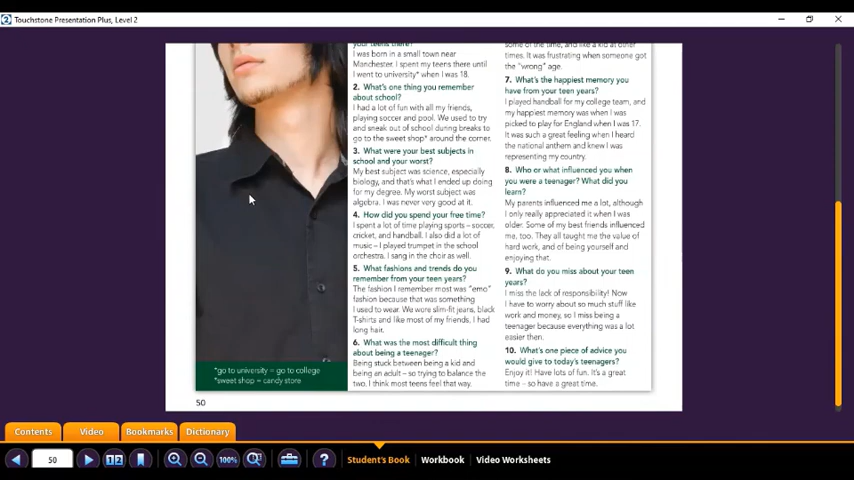 Touchstone Presentation Plus, Level 2
your teens there?
I was born in a small town near
Manchester. I spent my teens there until
I went to university* when I was 18.
2. What's one thing you remember
about school?
I had a lot of fun with all my friends,
playing soccer and pool. We used to try
and sneak out of school during breaks to
go to the sweet shop* around the corner.
3. What were your best subjects in
school and your worst?
My best subject was science, especially
biology, and that's what I ended up doing
for my degree. My worst subject was
algebra. I was never very good at it.
4. How did you spend your free time?
I spent a lot of time playing sports – soccer,
cricket, and handball. I also did a lot of
music – I played trumpet in the school
orchestra. I sang in the choir as well.
5. What fashions and trends do you
remember from your teen years?
The fashion I remember most was "emo"
fashion because that was something
I used to wear. We wore slim-fit jeans, black
T-shirts and like most of my friends, I had
long hair.
6. What was the most difficult thing
about being a teenager?
Being stuck between being a kid and
being an adult – so trying to balance the
two. I think most teens feel that way.
some of the time, and like a kid at other
times. It was frustrating when someone got
the "wrong" age.
7. What's the happiest memory you
have from your teen years?
I played handball for my college team, and
my happiest memory was when I was
picked to play for England when I was 17.
It was such a great feeling when I heard
the national anthem and knew I was
representing my country.
8. Who or what influenced you when
you were a teenager? What did you
learn?
My parents influenced me a lot, although
I only really appreciated it when I was
older. Some of my best friends influenced
me, too. They all taught me the value of
hard work, and of being yourself and
enjoying that.
9. What do you miss about your teen
years?
I miss the lack of responsibility! Now
I have to worry about so much stuff like
work and money, so I miss being a
teenager because everything was a lot
easier then.
10. What's one piece of advice you
would give to today's teenagers?
Enjoy it! Have lots of fun. It's a great
time – so have a great time.
*go to university = go to college
*sweet shop = candy store
50
Contents
Video
Bookmarks
Dictionary
50
12
100%
?
Student's Book
Workbook
Video Worksheets